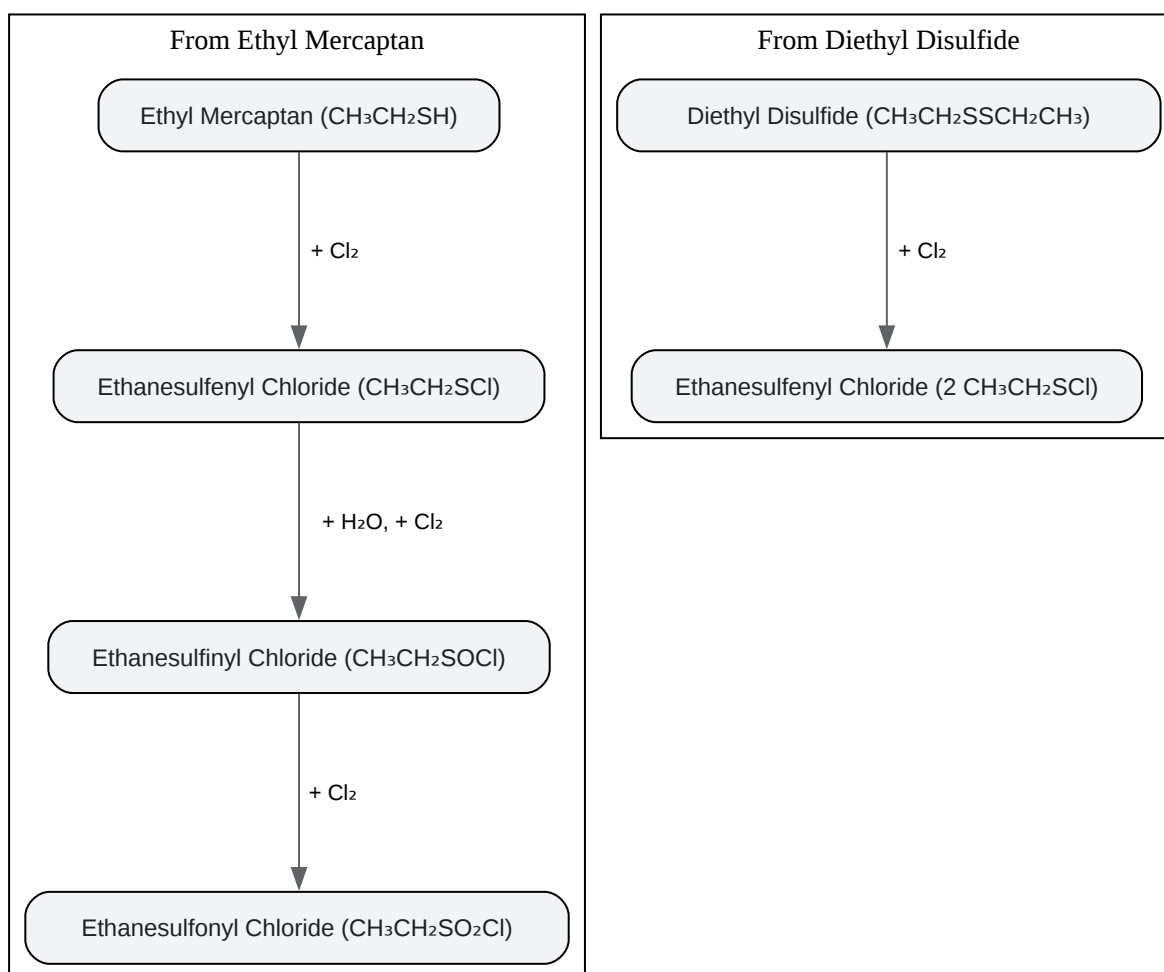 From Ethyl Mercaptan
Ethyl Mercaptan (CH₃CH₂SH)
+ Cl₂
Ethanesulfenyl Chloride (CH₃CH₂SCl)
+ H₂O, + Cl₂
Ethanesulfinyl Chloride (CH₃CH₂SOCl)
+ Cl₂
Ethanesulfonyl Chloride (CH₃CH₂SO₂Cl)
From Diethyl Disulfide
Diethyl Disulfide (CH₃CH₂SSCH₂CH₃)
+ Cl₂
Ethanesulfenyl Chloride (2 CH₃CH₂SCl)